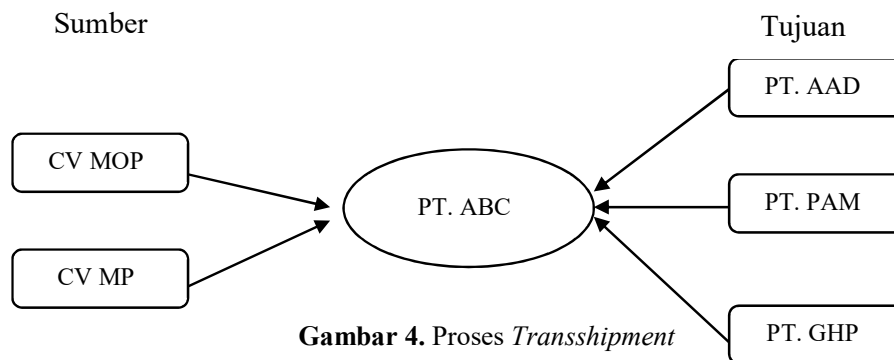 Sumber
Tujuan
PT. AAD
CV MOP
PT. ABC
PT. PAM
CV MP
Gambar 4. Proses Transshipment
PT. GHP